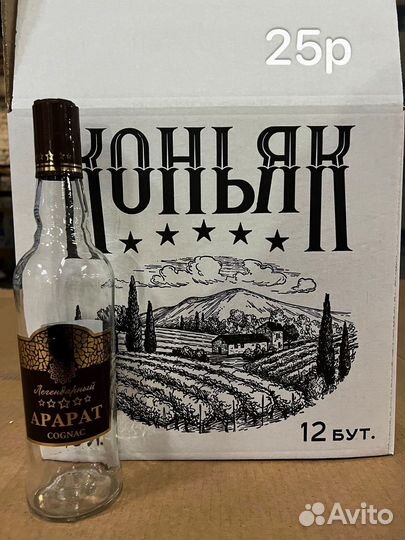 25р
КОНЬЯК
Легендарный
АРАРАТ
COGNAC
12 БУТ.
Avito